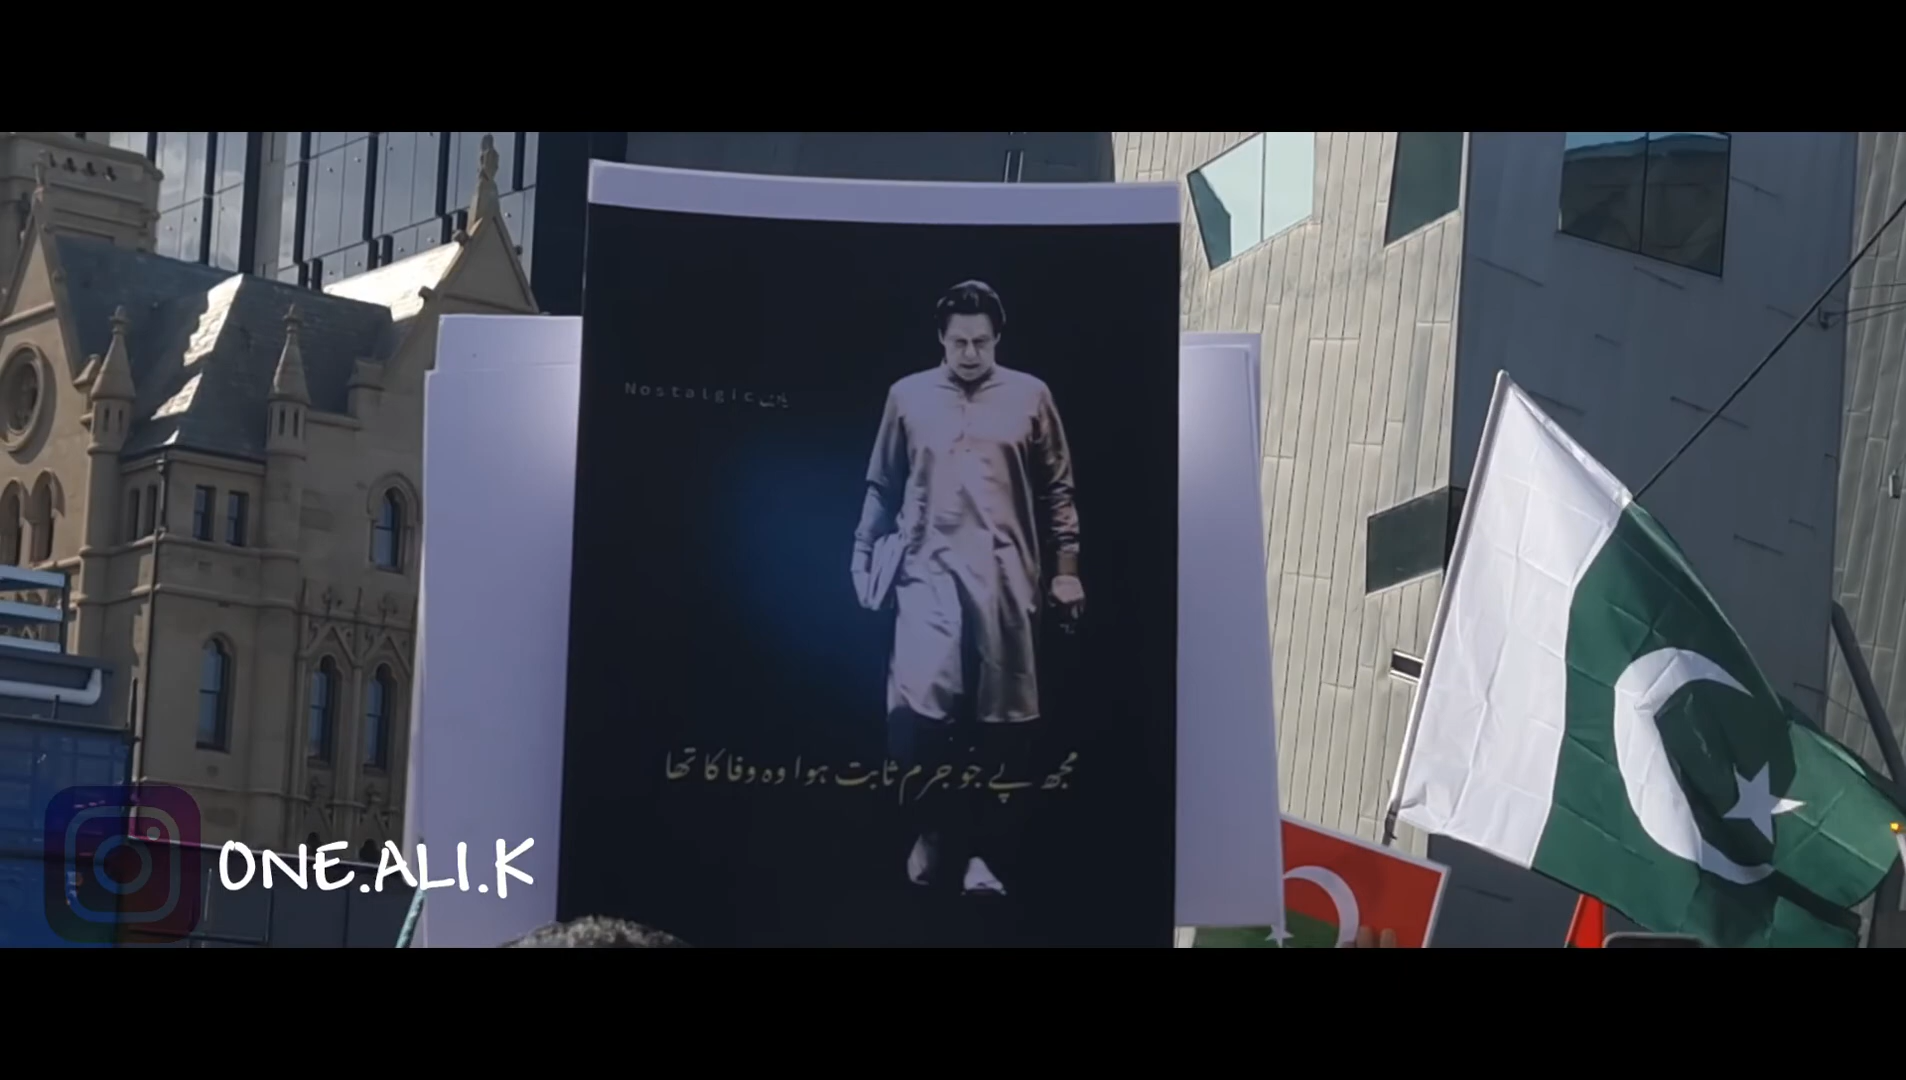 Nostalgic
مجھ پے جو جرم ثابت ہوا وہ وفا کا تھا
ONE.ALI.K